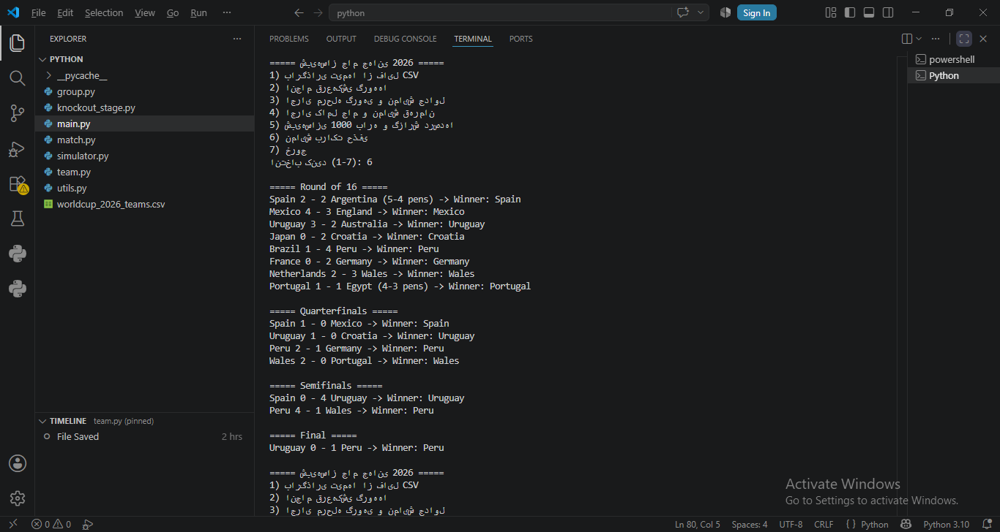 File Edit Selection View Go Run ···
python
Sign In
EXPLORER
PYTHON
__pycache__
group.py
knockout_stage.py
main.py
match.py
simulator.py
team.py
utils.py
worldcup_2026_teams.csv
TIMELINE team.py (pinned)
File Saved 2 hrs
PROBLEMS OUTPUT DEBUG CONSOLE TERMINAL PORTS
===== شبیه‌ساز جام جهانی 2026 =====
1) بارگذاری تیم‌ها از فایل CSV
2) انجام قرعه‌کشی گروه‌ها
3) اجرای مرحله گروهی و نمایش جداول
4) اجرای کامل جام و نمایش قهرمان
5) شبیه‌سازی 1000 باره و گزارش درصدها
6) نمایش براکت حذفی
7) خروج
انتخاب کنید (1-7): 6
===== Round of 16 =====
Spain 2 - 2 Argentina (5-4 pens) -> Winner: Spain
Mexico 4 - 3 England -> Winner: Mexico
Uruguay 3 - 2 Australia -> Winner: Uruguay
Japan 0 - 2 Croatia -> Winner: Croatia
Brazil 1 - 4 Peru -> Winner: Peru
France 0 - 2 Germany -> Winner: Germany
Netherlands 2 - 3 Wales -> Winner: Wales
Portugal 1 - 1 Egypt (4-3 pens) -> Winner: Portugal
===== Quarterfinals =====
Spain 1 - 0 Mexico -> Winner: Spain
Uruguay 1 - 0 Croatia -> Winner: Uruguay
Peru 2 - 1 Germany -> Winner: Peru
Wales 2 - 0 Portugal -> Winner: Wales
===== Semifinals =====
Spain 0 - 4 Uruguay -> Winner: Uruguay
Peru 4 - 1 Wales -> Winner: Peru
===== Final =====
Uruguay 0 - 1 Peru -> Winner: Peru
===== شبیه‌ساز جام جهانی 2026 =====
1) بارگذاری تیم‌ها از فایل CSV
2) انجام قرعه‌کشی گروه‌ها
3) اجرای مرحله گروهی و نمایش جداول
powershell
Python
Activate Windows
Go to Settings to activate Windows.
0 0
Ln 80, Col 5 Spaces: 4 UTF-8 CRLF { } Python Python 3.10